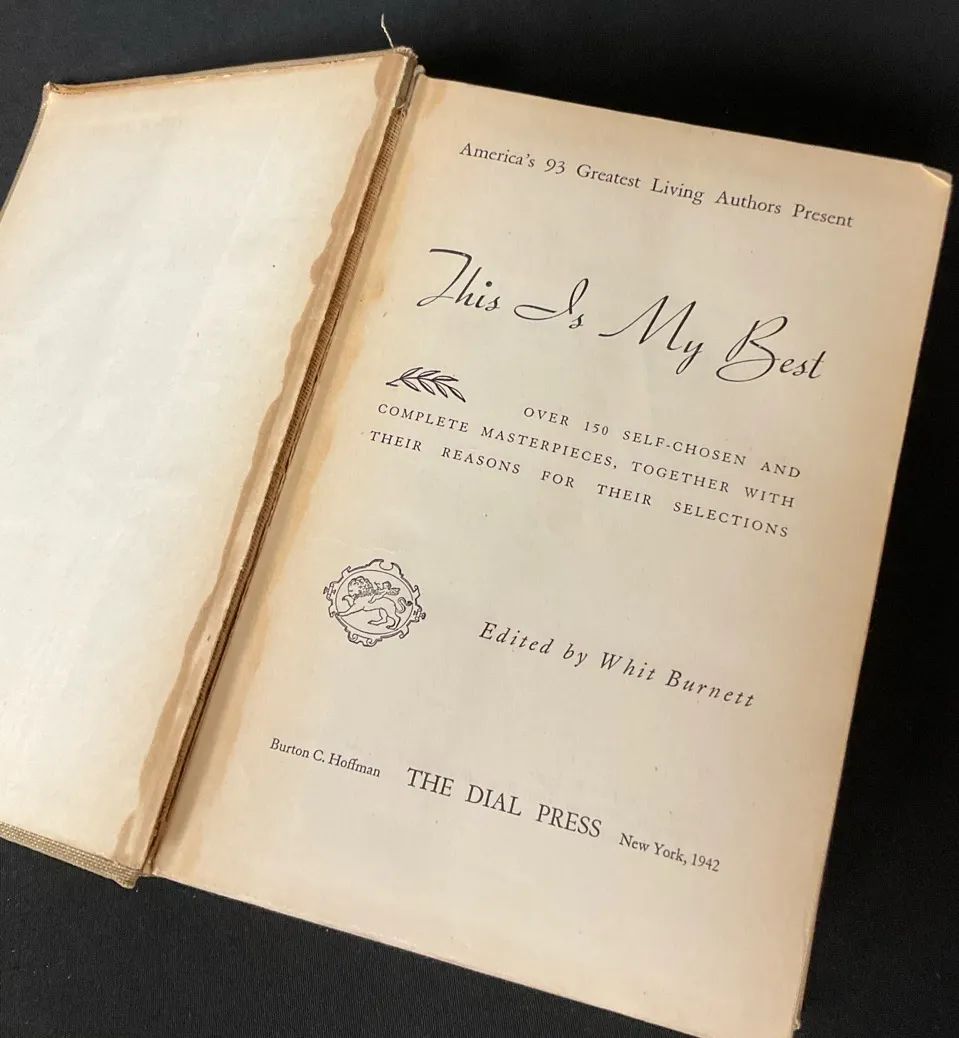 America's 93 Greatest Living Authors Present
This Is My Best
OVER 150 SELF-CHOSEN AND
COMPLETE MASTERPIECES, TOGETHER WITH
THEIR REASONS FOR THEIR SELECTIONS
Edited by Whit Burnett
Burton C. Hoffman THE DIAL PRESS New York, 1942